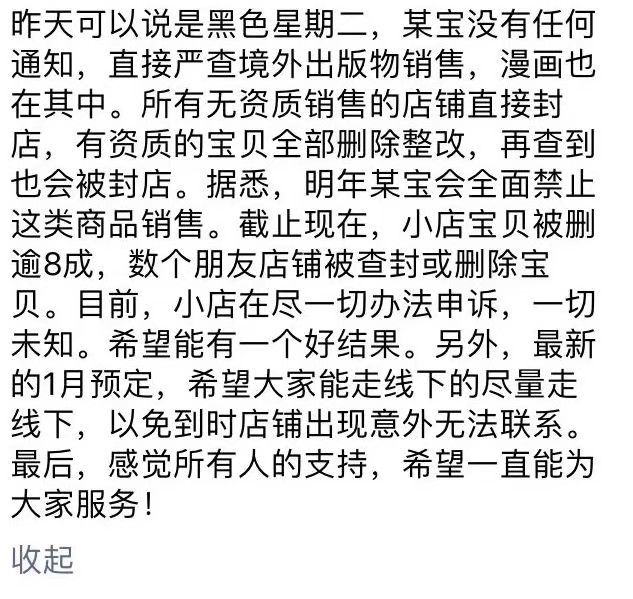 昨天可以说是黑色星期二，某宝没有任何
通知，直接严查境外出版物销售，漫画也
在其中。所有无资质销售的店铺直接封
店，有资质的宝贝全部删除整改，再查到
也会被封店。据悉，明年某宝会全面禁止
这类商品销售。截止现在，小店宝贝被删
逾8成，数个朋友店铺被查封或删除宝
贝。目前，小店在尽一切办法申诉，一切
未知。希望能有一个好结果。另外，最新
的1月预定，希望大家能走线下的尽量走
线下，以免到时店铺出现意外无法联系。
最后，感觉所有人的支持，希望一直能为
大家服务！
收起